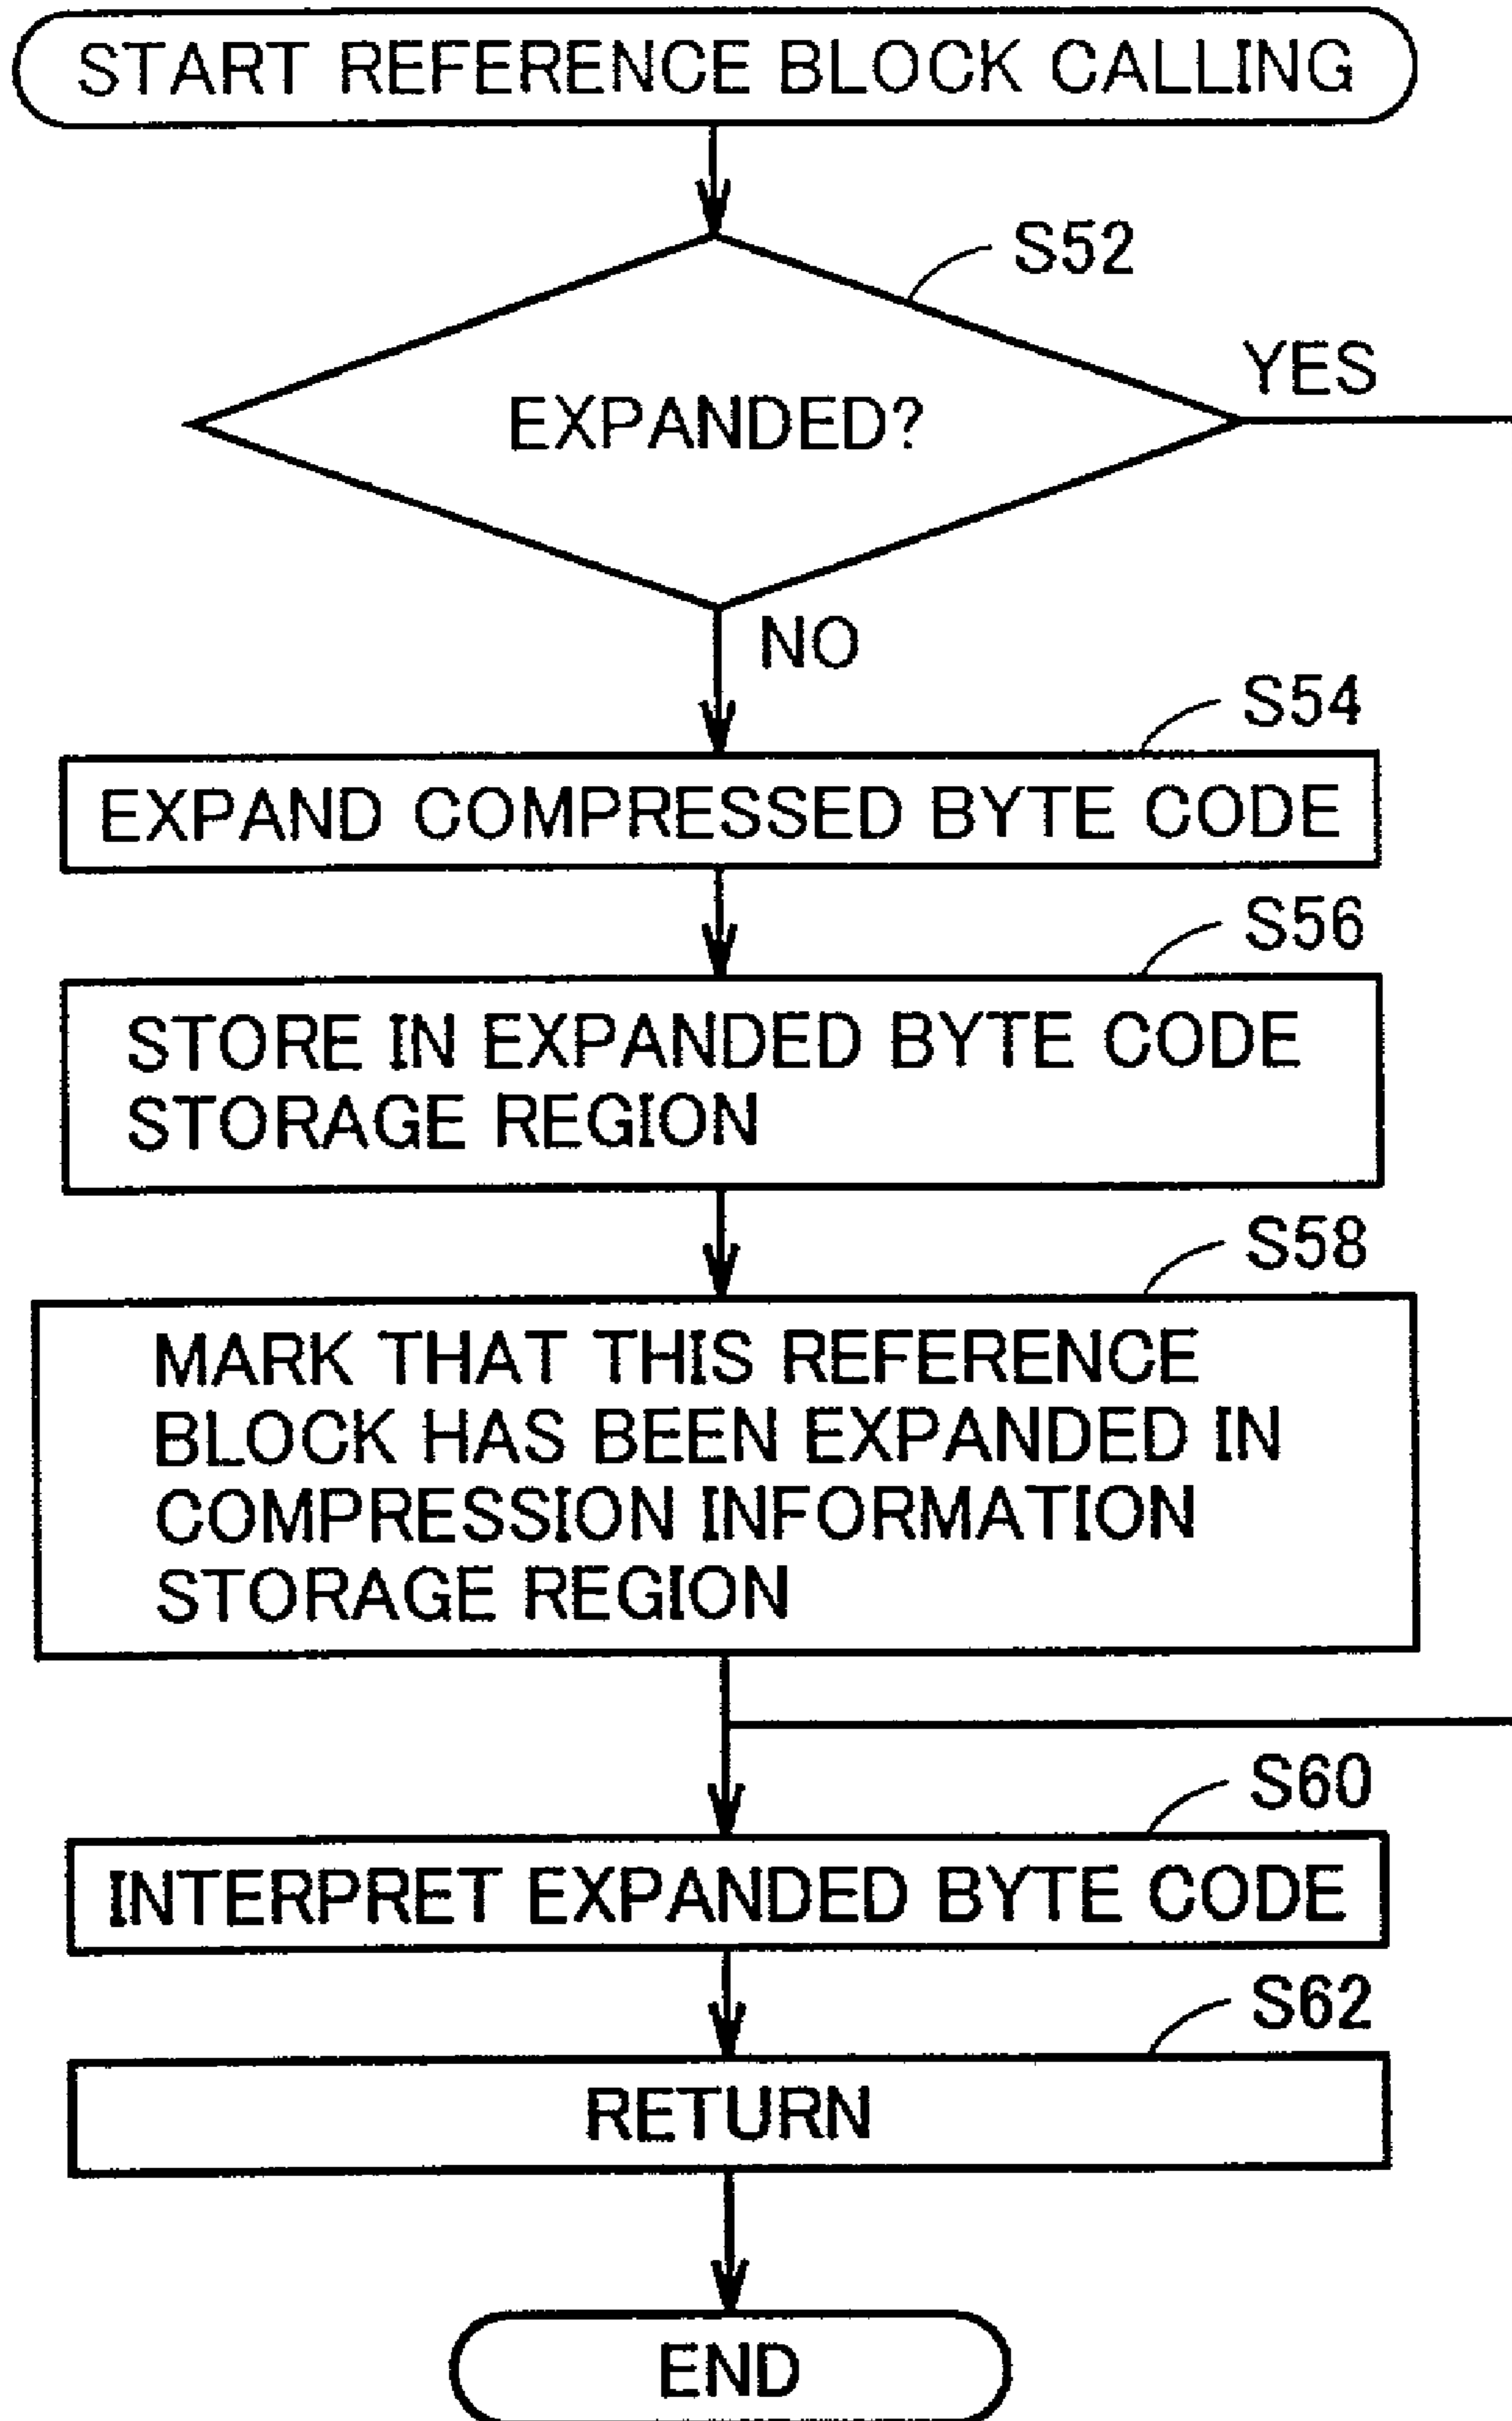 START REFERENCE BLOCK CALLING
S52
EXPANDED?
YES
NO
S54
EXPAND COMPRESSED BYTE CODE
S56
STORE IN EXPANDED BYTE CODE
STORAGE REGION
S58
MARK THAT THIS REFERENCE
BLOCK HAS BEEN EXPANDED IN
COMPRESSION INFORMATION
STORAGE REGION
S60
INTERPRET EXPANDED BYTE CODE
S62
RETURN
END